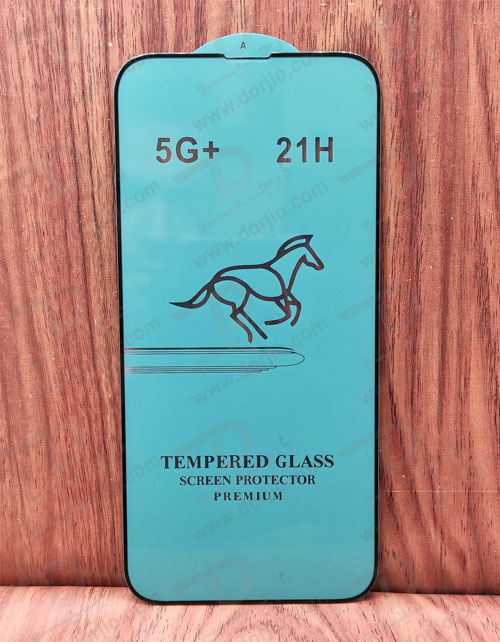 A
5G+ 21H
TEMPERED GLASS
SCREEN PROTECTOR
PREMIUM
www.dorjio.com